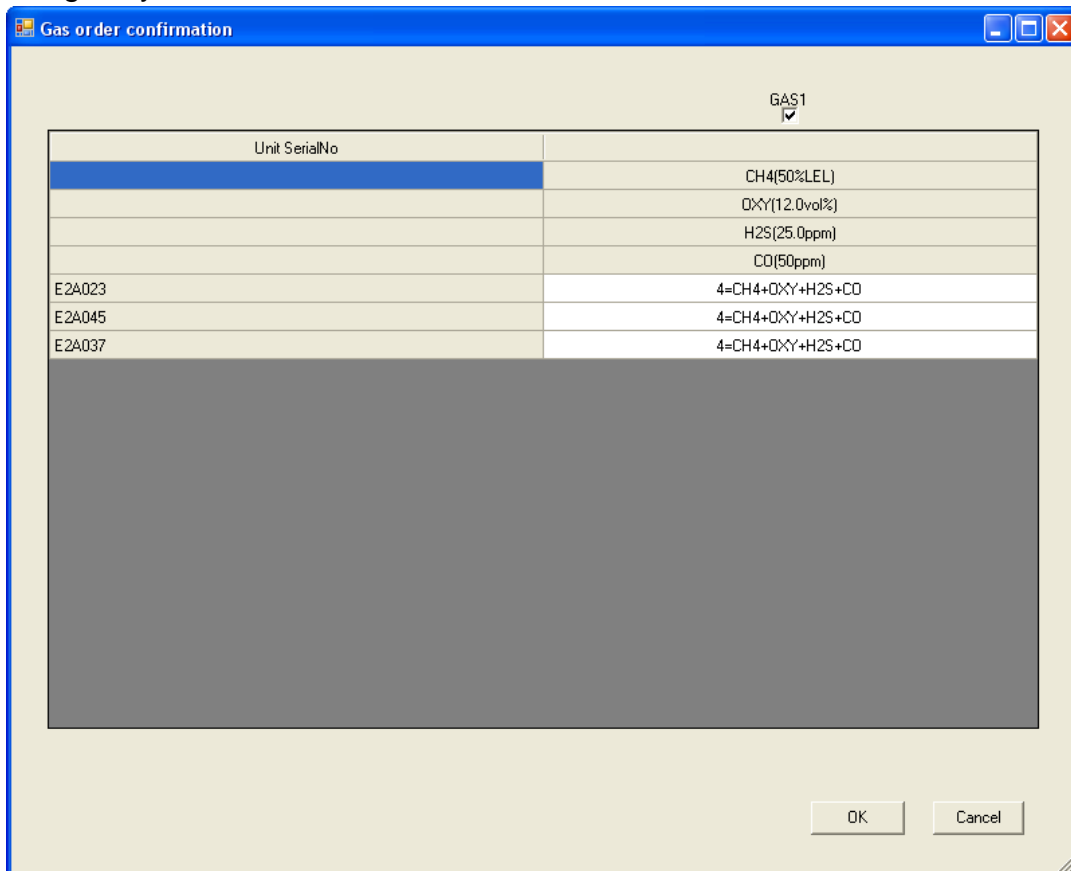 Gas order confirmation
GAS1
Unit SerialNo
CH4(50%LEL)
OXY(12.0vol%)
H2S(25.0ppm)
CO(50ppm)
E2A023 4=CH4+OXY+H2S+CO
E2A045 4=CH4+OXY+H2S+CO
E2A037 4=CH4+OXY+H2S+CO
OK Cancel